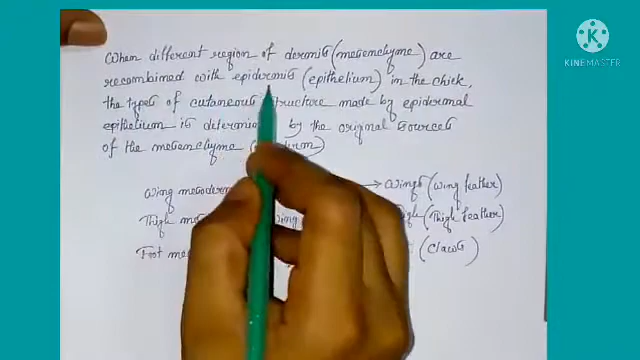 When different region of dermis (mesenchyme) are
recombined with epidermis (epithelium) in the chick,
the types of cutaneous structure made by epidermal
epithelium is by the original sources
of the mesenchyme
wing → wings (wing feather)
Thigh wing (Thigh feather)
Foot (claws)
KINEMASTER